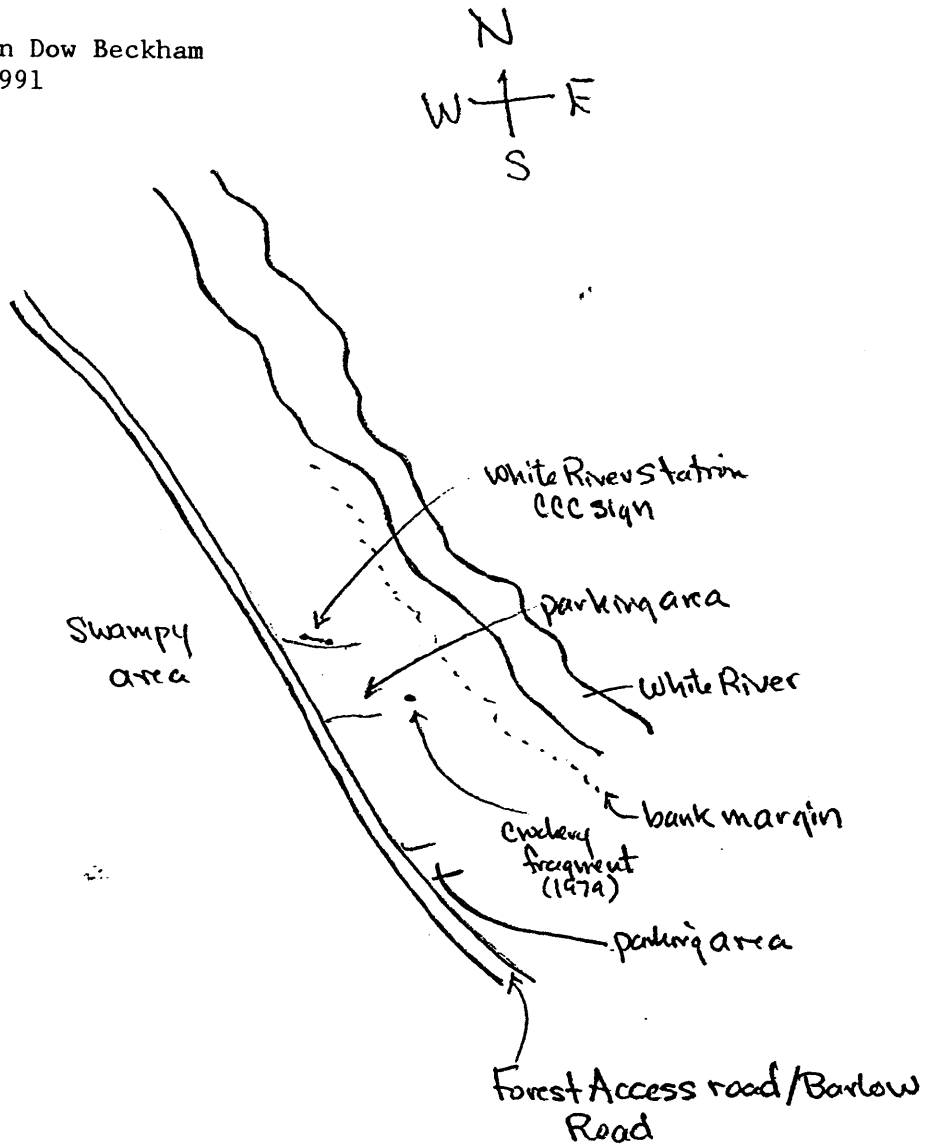 n Dow Beckham
991
N
W E
S
White River Station
CCC sign
parking area
Swampy
area
White River
bank margin
Crockery
fragment
(1979)
parking area
Forest Access road/Barlow
Road